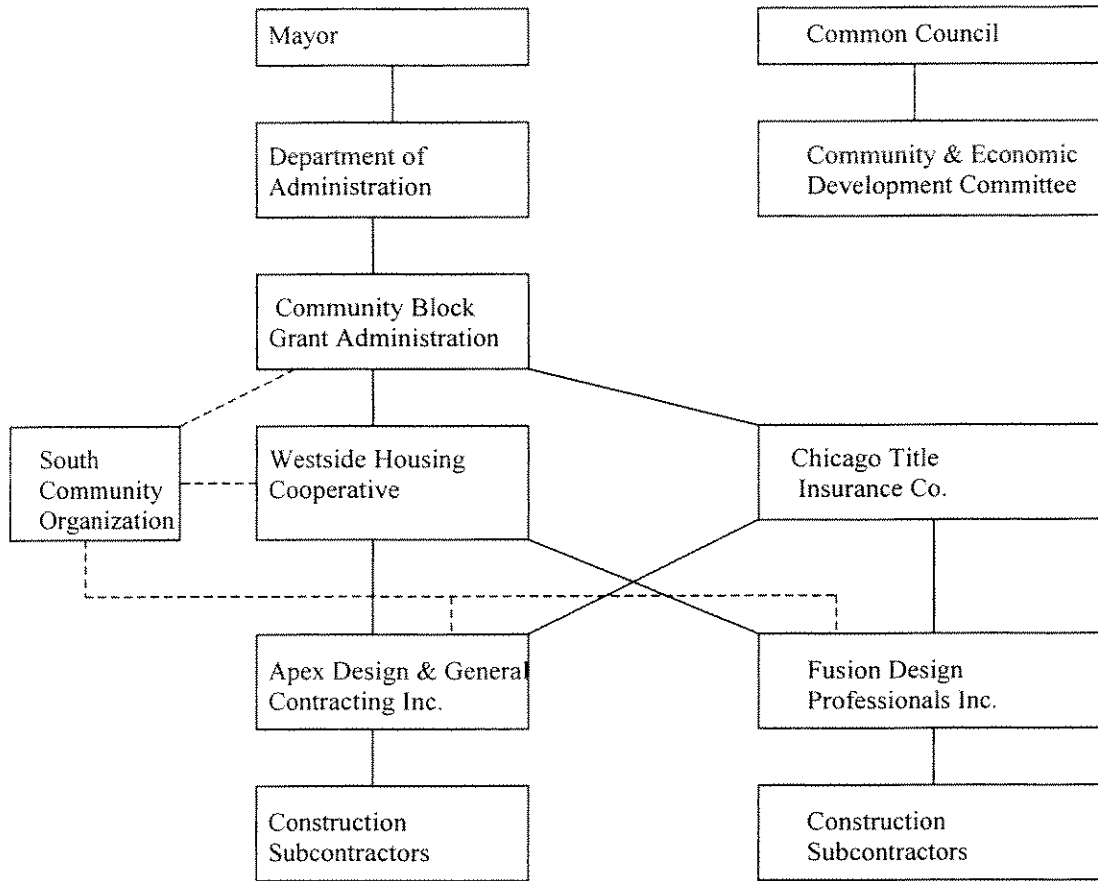 Mayor
Common Council
Department of
Administration
Community & Economic
Development Committee
Community Block
Grant Administration
South
Community
Organization
Westside Housing
Cooperative
Chicago Title
Insurance Co.
Apex Design & General
Contracting Inc.
Fusion Design
Professionals Inc.
Construction
Subcontractors
Construction
Subcontractors